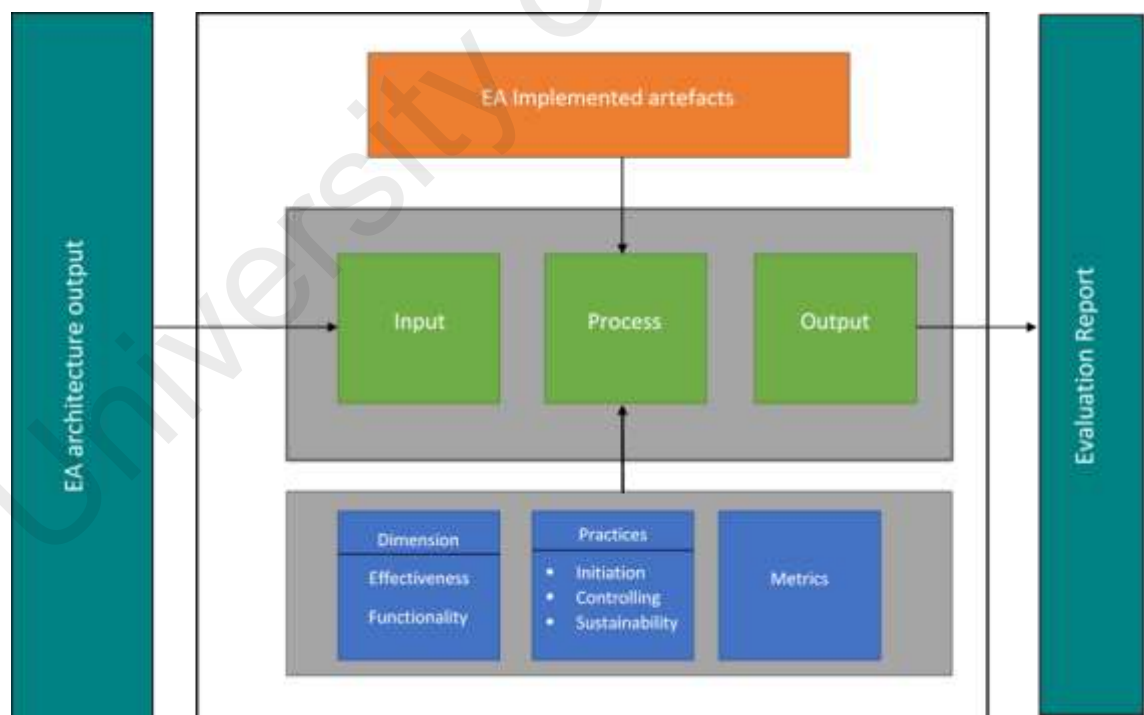 EA Implemented artefacts
EA architecture output
Input
Process
Output
Evaluation Report
Dimension
Effectiveness
Functionality
Practices
• Initiation
• Controlling
• Sustainability
Metrics
University